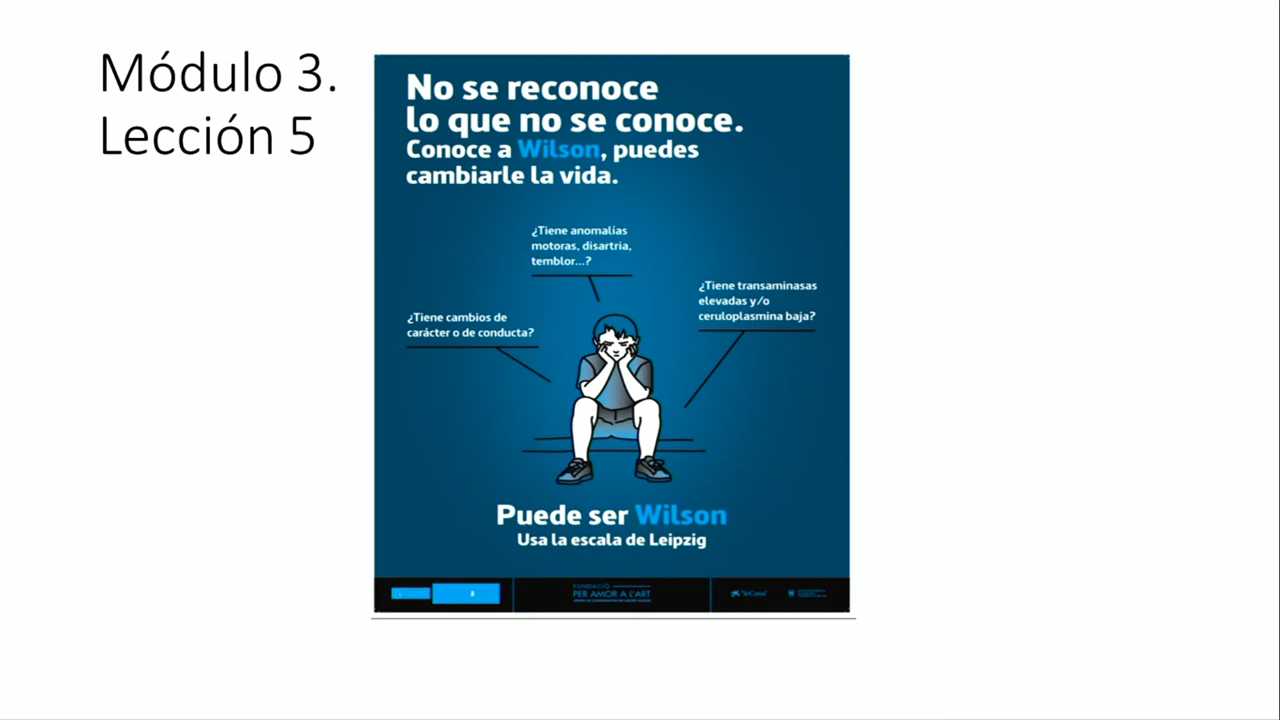 Módulo 3.
Lección 5
No se reconoce
lo que no se conoce.
Conoce a Wilson, puedes
cambiarle la vida.
¿Tiene anomalías
motoras, disartria,
temblor...?
¿Tiene transaminasas
elevadas y/o
ceruloplasmina baja?
¿Tiene cambios de
carácter o de conducta?
Puede ser Wilson
Usa la escala de Leipzig
FUNDACIÓ
PER AMOR A L'ART
"la Caixa"